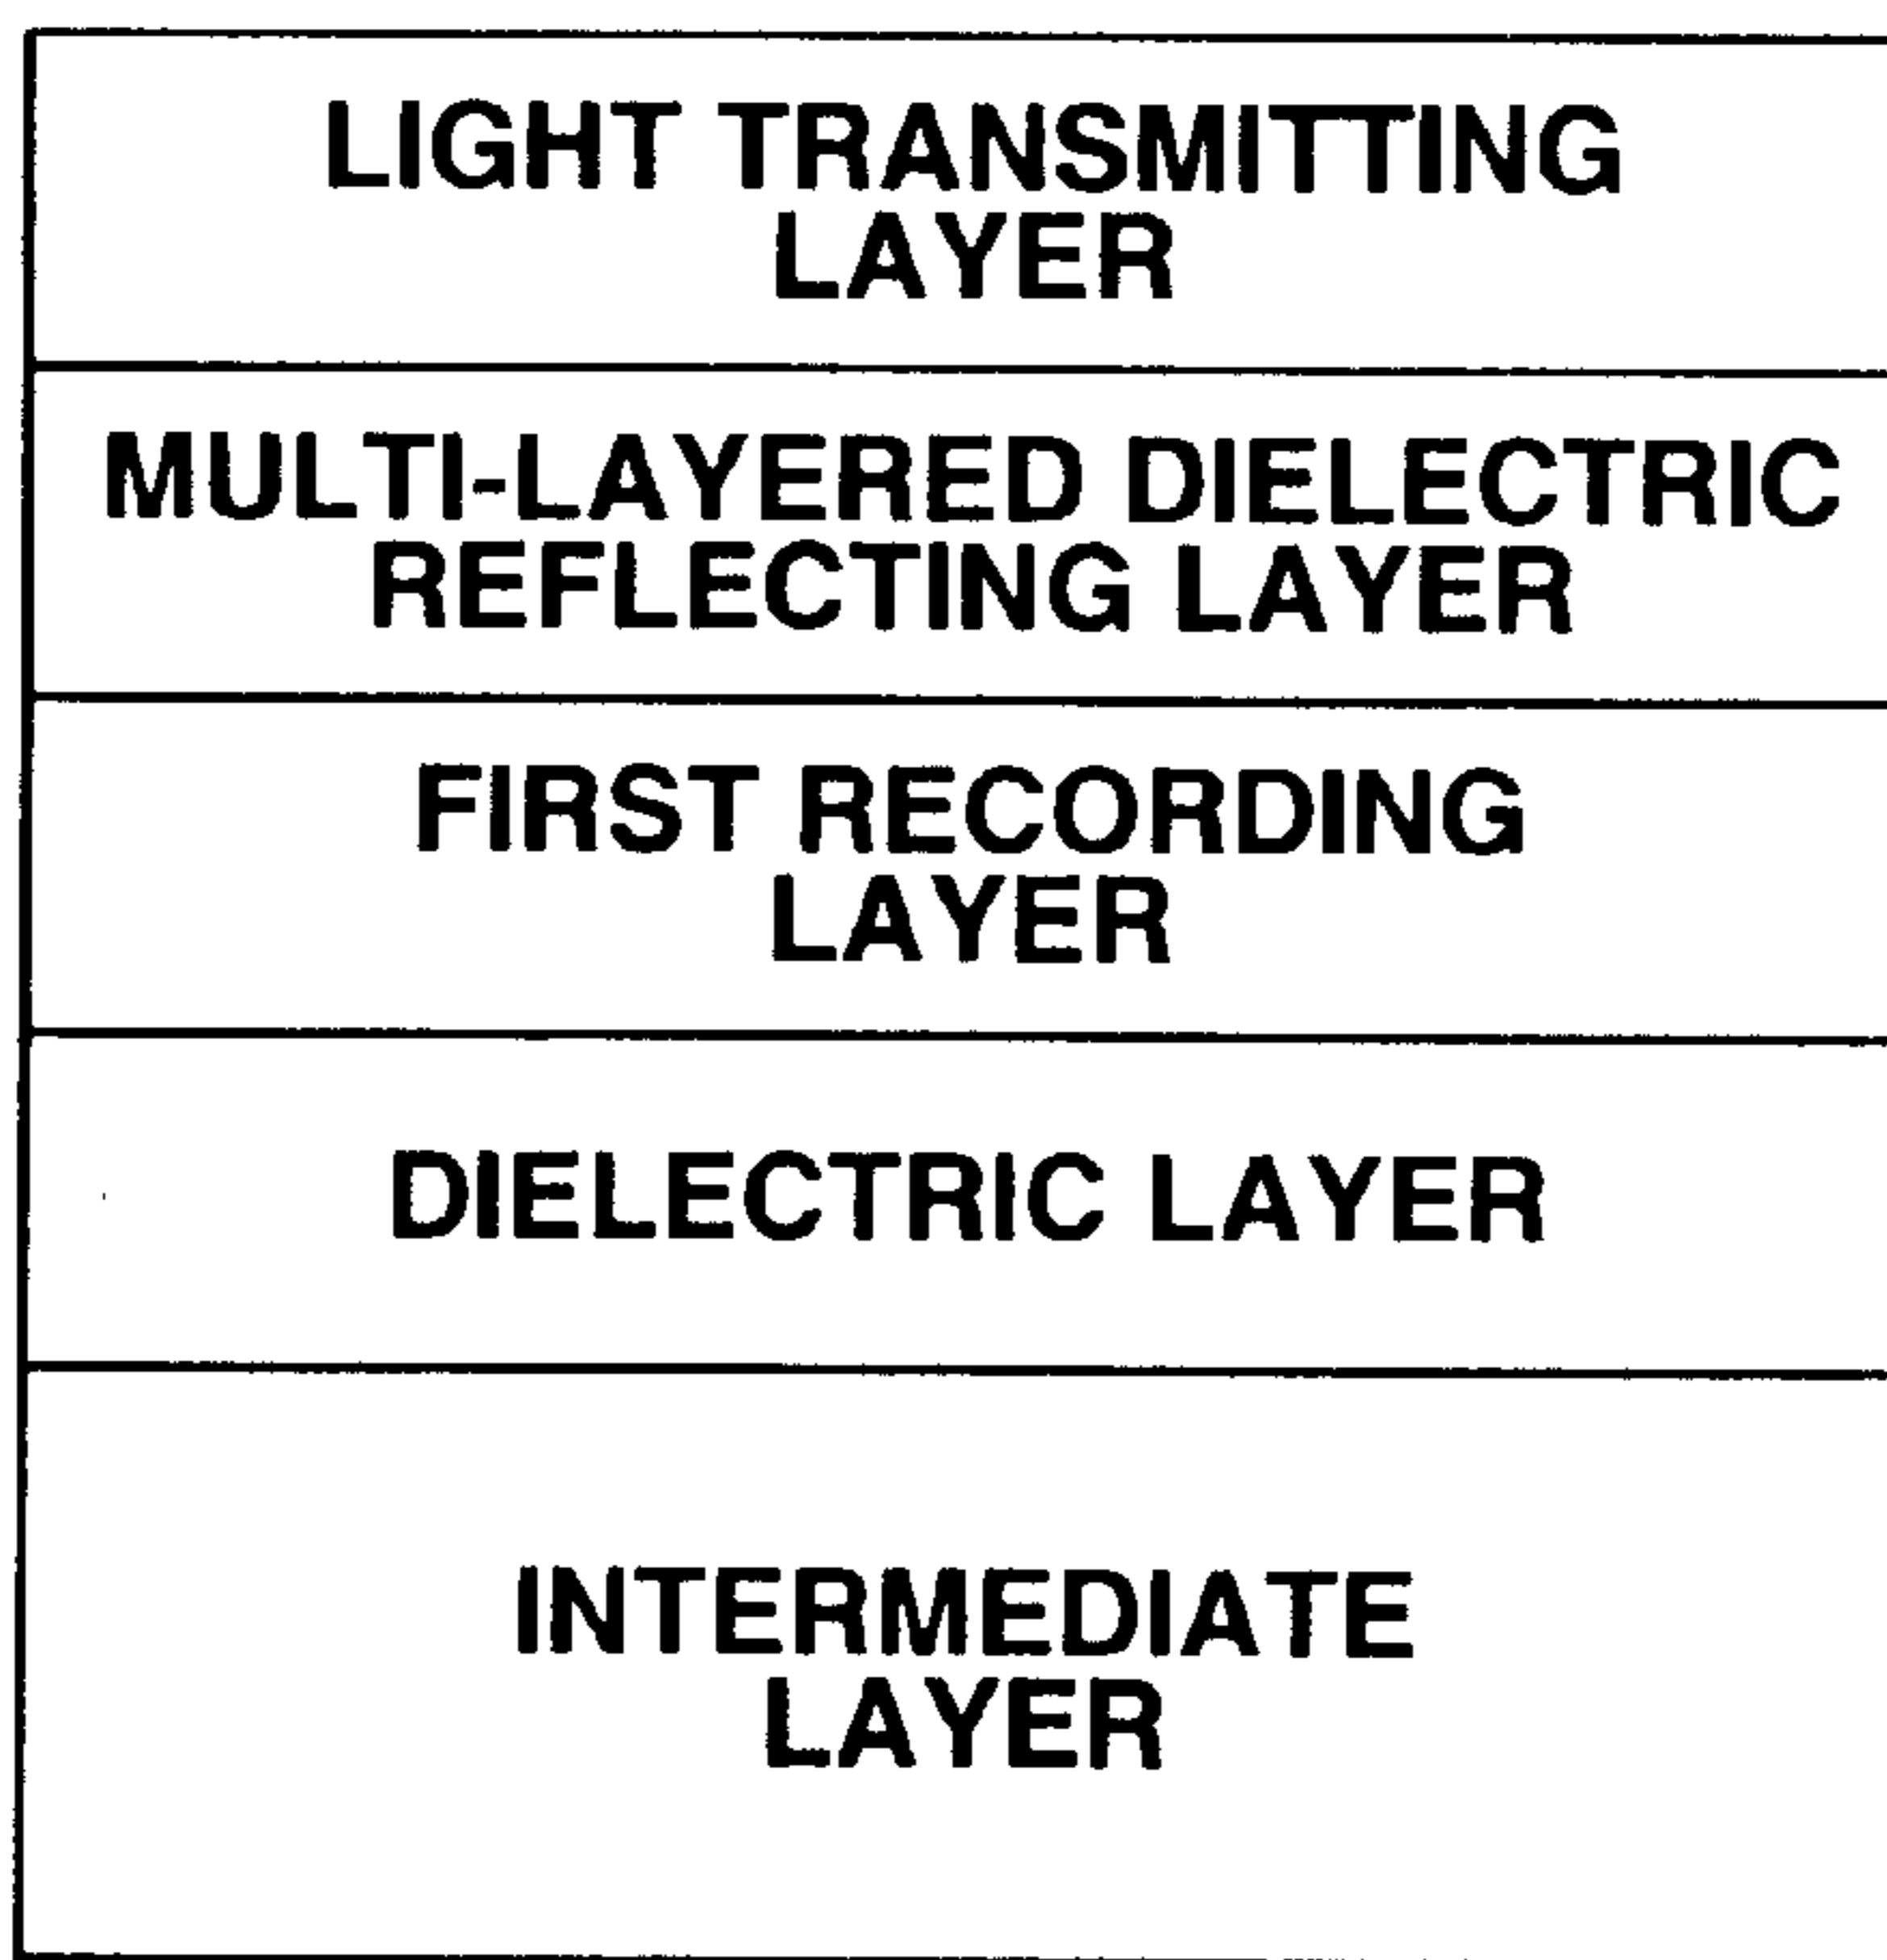 LIGHT TRANSMITTING
LAYER
MULTI-LAYERED DIELECTRIC
REFLECTING LAYER
FIRST RECORDING
LAYER
DIELECTRIC LAYER
INTERMEDIATE
LAYER